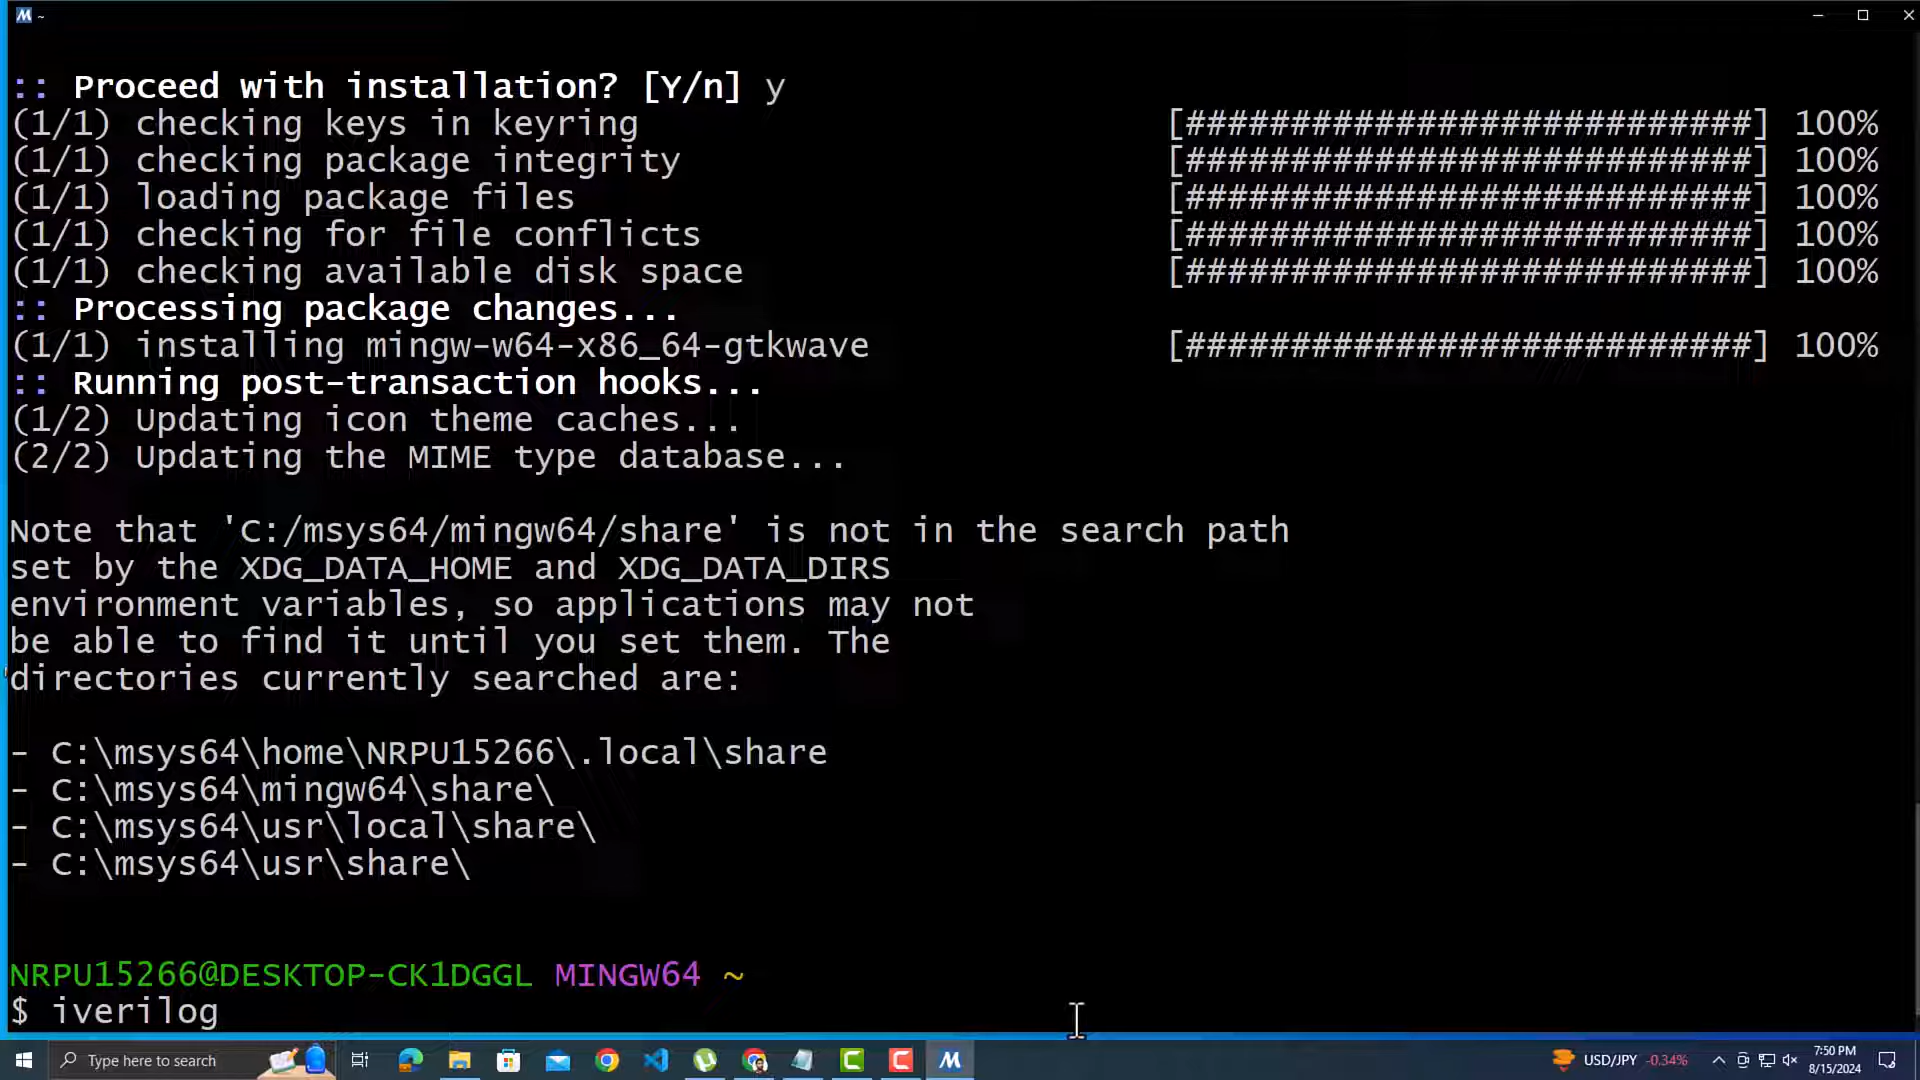 ~
:: Proceed with installation? [Y/n] y
(1/1) checking keys in keyring [###########################] 100%
(1/1) checking package integrity [###########################] 100%
(1/1) loading package files [###########################] 100%
(1/1) checking for file conflicts [###########################] 100%
(1/1) checking available disk space [###########################] 100%
:: Processing package changes...
(1/1) installing mingw-w64-x86_64-gtkwave [###########################] 100%
:: Running post-transaction hooks...
(1/2) Updating icon theme caches...
(2/2) Updating the MIME type database...
Note that 'C:/msys64/mingw64/share' is not in the search path
set by the XDG_DATA_HOME and XDG_DATA_DIRS
environment variables, so applications may not
be able to find it until you set them. The
directories currently searched are:
- C:\msys64\home\NRPU15266\.local\share
- C:\msys64\mingw64\share\
- C:\msys64\usr\local\share\
- C:\msys64\usr\share\
NRPU15266@DESKTOP-CK1DGGL MINGW64 ~
$ iverilog
Type here to search
USD/JPY -0.34%
7:50 PM
8/15/2024